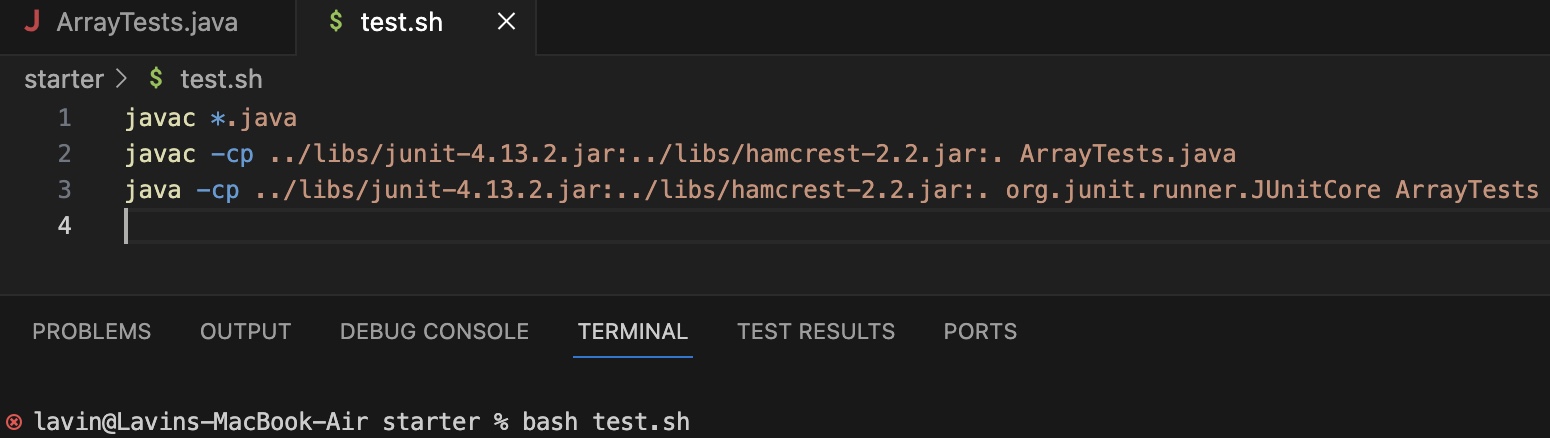 J ArrayTests.java $ test.sh ×
starter > $ test.sh
1 javac *.java
2 javac -cp ../libs/junit-4.13.2.jar:../libs/hamcrest-2.2.jar:. ArrayTests.java
3 java -cp ../libs/junit-4.13.2.jar:../libs/hamcrest-2.2.jar:. org.junit.runner.JUnitCore ArrayTests
4
PROBLEMS OUTPUT DEBUG CONSOLE TERMINAL TEST RESULTS PORTS
lavin@Lavins-MacBook-Air starter % bash test.sh